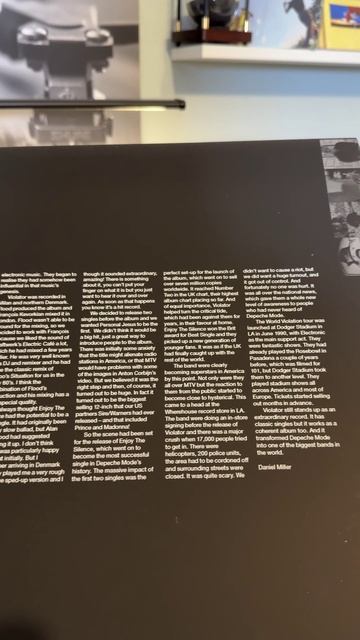 electronic music. They began to
realise they had somehow been
influential in that music's
genesis.
Violator was recorded in
Milan and northern Denmark.
Flood produced the album and
François Kevorkian mixed it in
London. Flood wasn't able to be
around for the mixing, so we
decided to work with François
because we liked the sound of
Kraftwerk's Electric Café a lot,
which he had mixed a few years
earlier. He was very well known
as a DJ and mixer and he had
the classic remix of
Situation for us in the
80's. I think the
combination of Flood's
production and his mixing has a
special quality.
always thought Enjoy The
Silence had the potential to be a
single. It had originally been
slow ballad, but Alan
Flood had suggested
it up. I don't think
was particularly happy
initially. But I
arriving in Denmark
played me a very rough
sped-up version and I
though it sounded extraordinary,
amazing! There is something
about it, you can't put your
finger on what it is but you just
want to hear it over and over
again. As soon as that happens
you know it's a hit record.
We decided to release two
singles before the album and we
wanted Personal Jesus to be the
first. We didn't think it would be
a big hit, just a great way to
introduce people to the album.
There was initially some anxiety
that the title might alienate radio
stations in America, or that MTV
would have problems with some
of the images in Anton Corbijn's
video. But we believed it was the
right step and then, of course, it
turned out to be huge. In fact it
turned out to be the biggest
selling 12-inch that our US
partners Sire/Warners had ever
released – and that included
Prince and Madonna!
So the scene had been set
for the release of Enjoy The
Silence, which went on to
become the most successful
single in Depeche Mode's
history. The massive impact of
the first two singles was the
perfect set-up for the launch of
the album, which went on to sell
over seven million copies
worldwide. It reached Number
Two in the UK chart, their highest
album chart placing so far. And
of equal importance, Violator
helped turn the critical tide,
which had been against them for
years, in their favour at home.
Enjoy The Silence won the Brit
award for Best Single and they
picked up a new generation of
younger fans. It was as if the UK
had finally caught up with the
rest of the world.
The band were clearly
becoming superstars in America
by this point. Not only were they
all over MTV but the reaction to
them from the public started to
become close to hysterical. This
came to a head at the
Wherehouse record store in LA.
The band were doing an in-store
signing before the release of
Violator and there was a major
crush when 17,000 people tried
to get in. There were
helicopters, 200 police units,
the area had to be cordoned off
and surrounding streets were
closed. It was quite scary. We
didn't want to cause a riot, but
we did want a huge turnout, and
it got out of control. And
fortunately no one was hurt. It
was all over the national news,
which gave them a whole new
level of awareness to people
who had never heard of
Depeche Mode.
The World Violation tour was
launched at Dodger Stadium in
LA in June 1990, with Electronic
as the main support act. They
were fantastic shows. They had
already played the Rosebowl in
Pasadena a couple of years
before, which was filmed for
101, but Dodger Stadium took
them to another level. They
played stadium shows all
across America and most of
Europe, tickets started selling
out months in advance.
Violator still stands up as an
extraordinary record. It has
classic singles but it works as a
coherent album too. And it
transformed Depeche Mode
into one of the biggest bands in
the world.
Daniel Miller